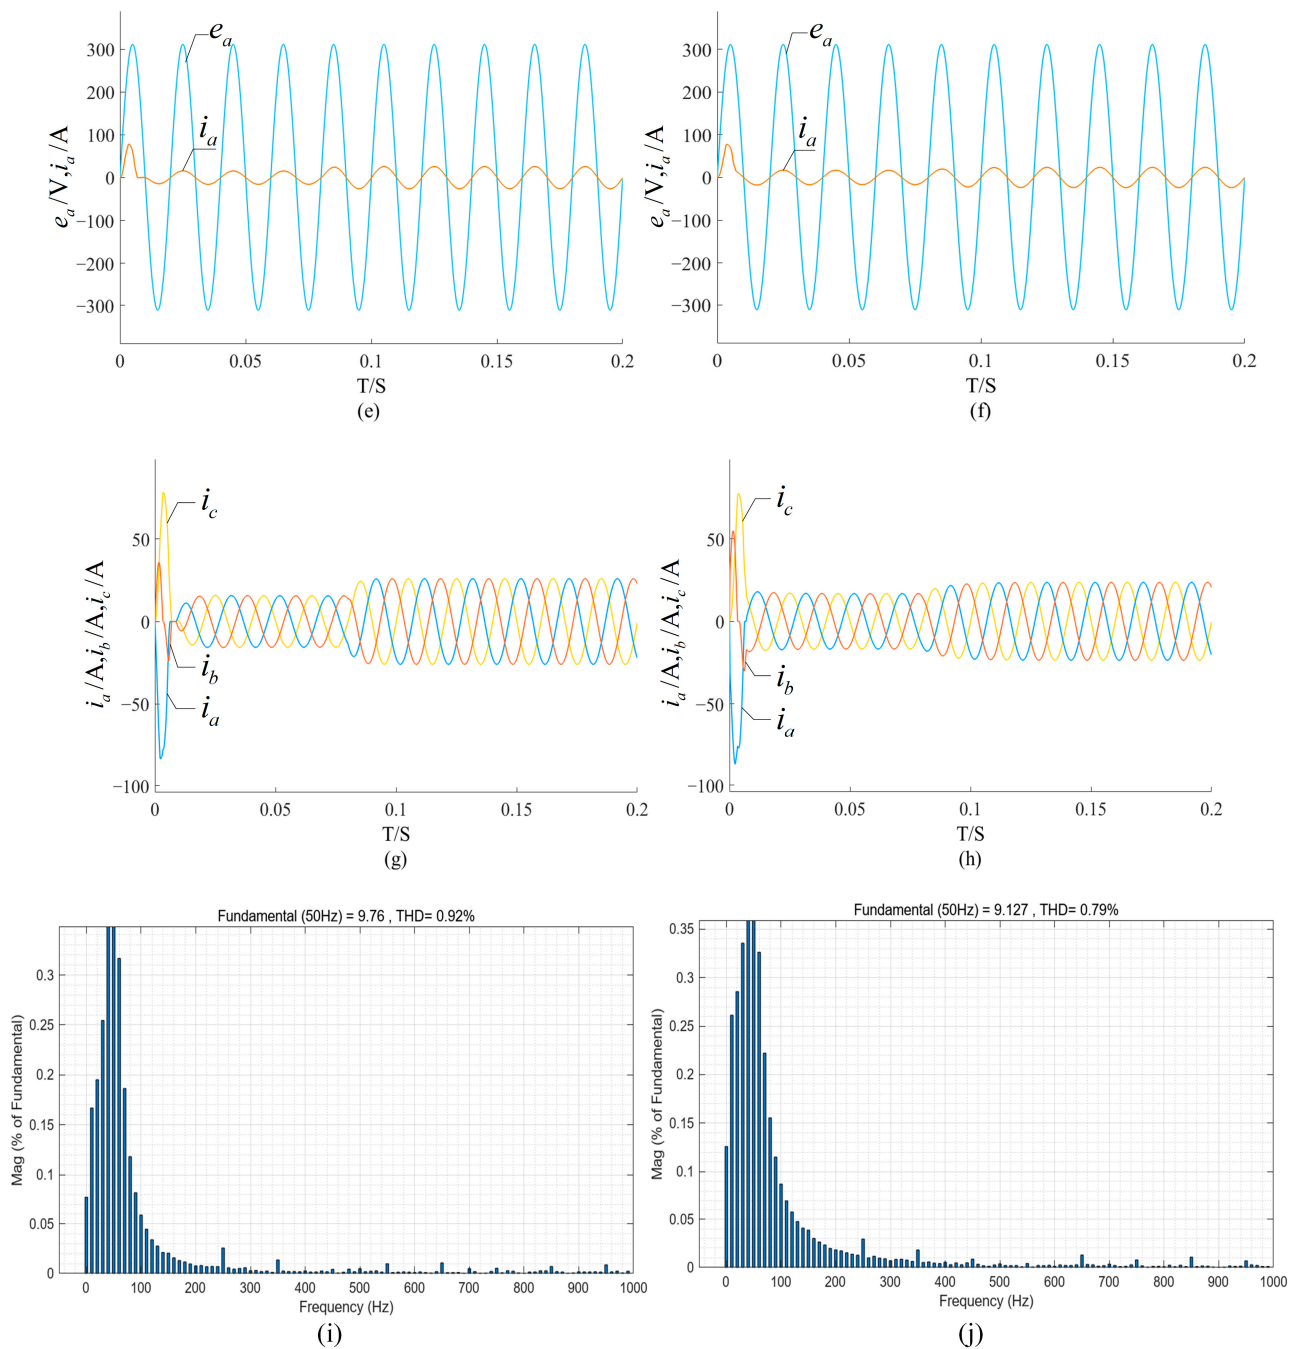 e_a
i_a
e_a/V,i_a/A
300
200
100
0
−100
−200
−300
0
0.05
0.1
0.15
0.2
T/S
(e)
e_a
i_a
e_a/V,i_a/A
300
200
100
0
−100
−200
−300
0
0.05
0.1
0.15
0.2
T/S
(f)
i_c
i_b
i_a
i_a/A,i_b/A,i_c/A
50
0
−50
−100
0
0.05
0.1
0.15
0.2
T/S
(g)
i_c
i_b
i_a
i_a/A,i_b/A,i_c/A
50
0
−50
−100
0
0.05
0.1
0.15
0.2
T/S
(h)
Fundamental (50Hz) = 9.76 , THD= 0.92%
Mag (% of Fundamental)
0.3
0.25
0.2
0.15
0.1
0.05
0
0 100 200 300 400 500 600 700 800 900 1000
Frequency (Hz)
(i)
Fundamental (50Hz) = 9.127 , THD= 0.79%
Mag (% of Fundamental)
0.35
0.3
0.25
0.2
0.15
0.1
0.05
0
0 100 200 300 400 500 600 700 800 900 1000
Frequency (Hz)
(j)